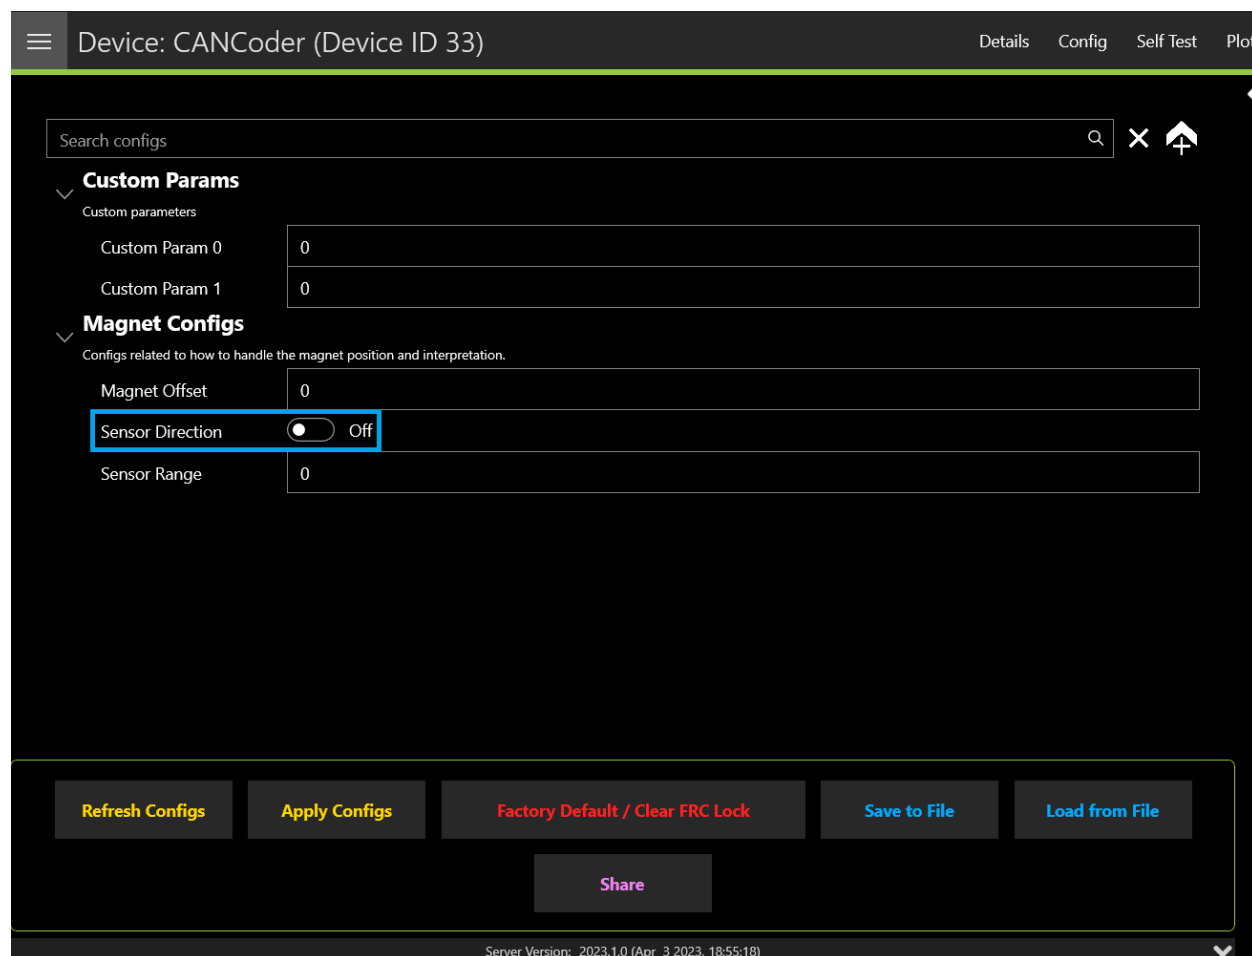 Device: CANCoder (Device ID 33)
Details Config Self Test Plot
Search configs
Custom Params
Custom parameters
Custom Param 0 0
Custom Param 1 0
Magnet Configs
Configs related to how to handle the magnet position and interpretation.
Magnet Offset 0
Sensor Direction Off
Sensor Range 0
Refresh Configs Apply Configs Factory Default / Clear FRC Lock Save to File Load from File
Share
Server Version: 2023.1.0 (Apr 3 2023, 18:55:18)